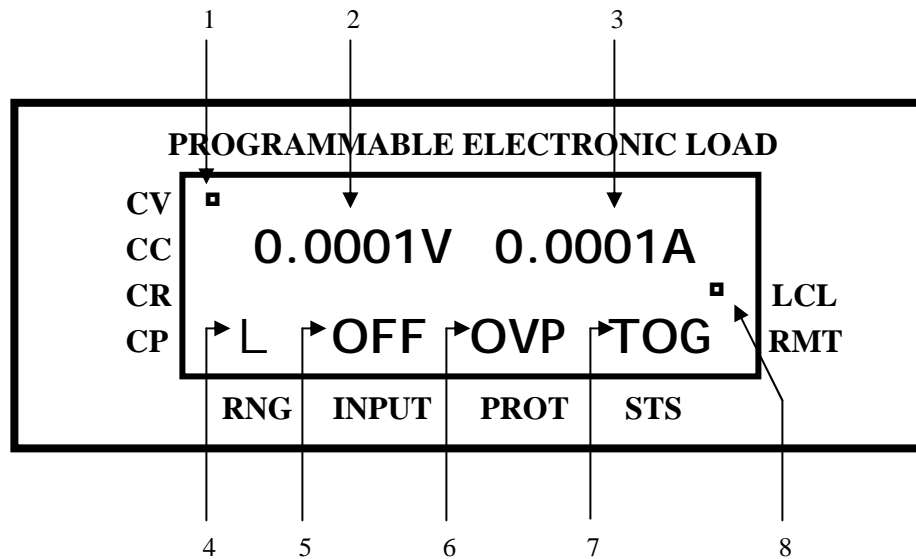 1 2 3
PROGRAMMABLE ELECTRONIC LOAD
CV
CC 0.0001V 0.0001A
CR LCL
CP L OFF OVP TOG RMT
RNG INPUT PROT STS
4 5 6 7 8